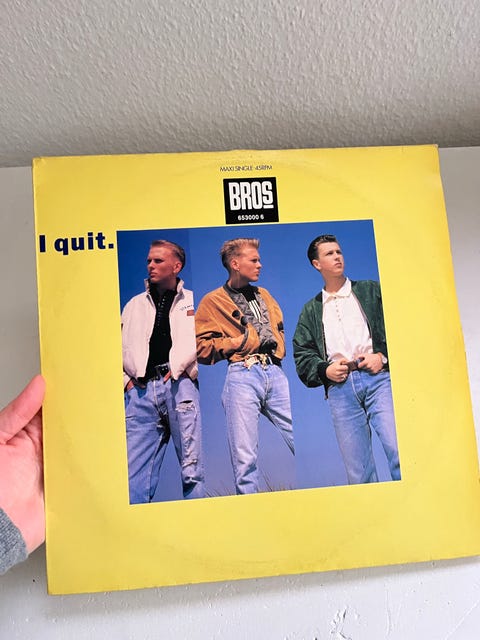 MAXI SINGLE·45RPM
BROS
653000 6
I quit.